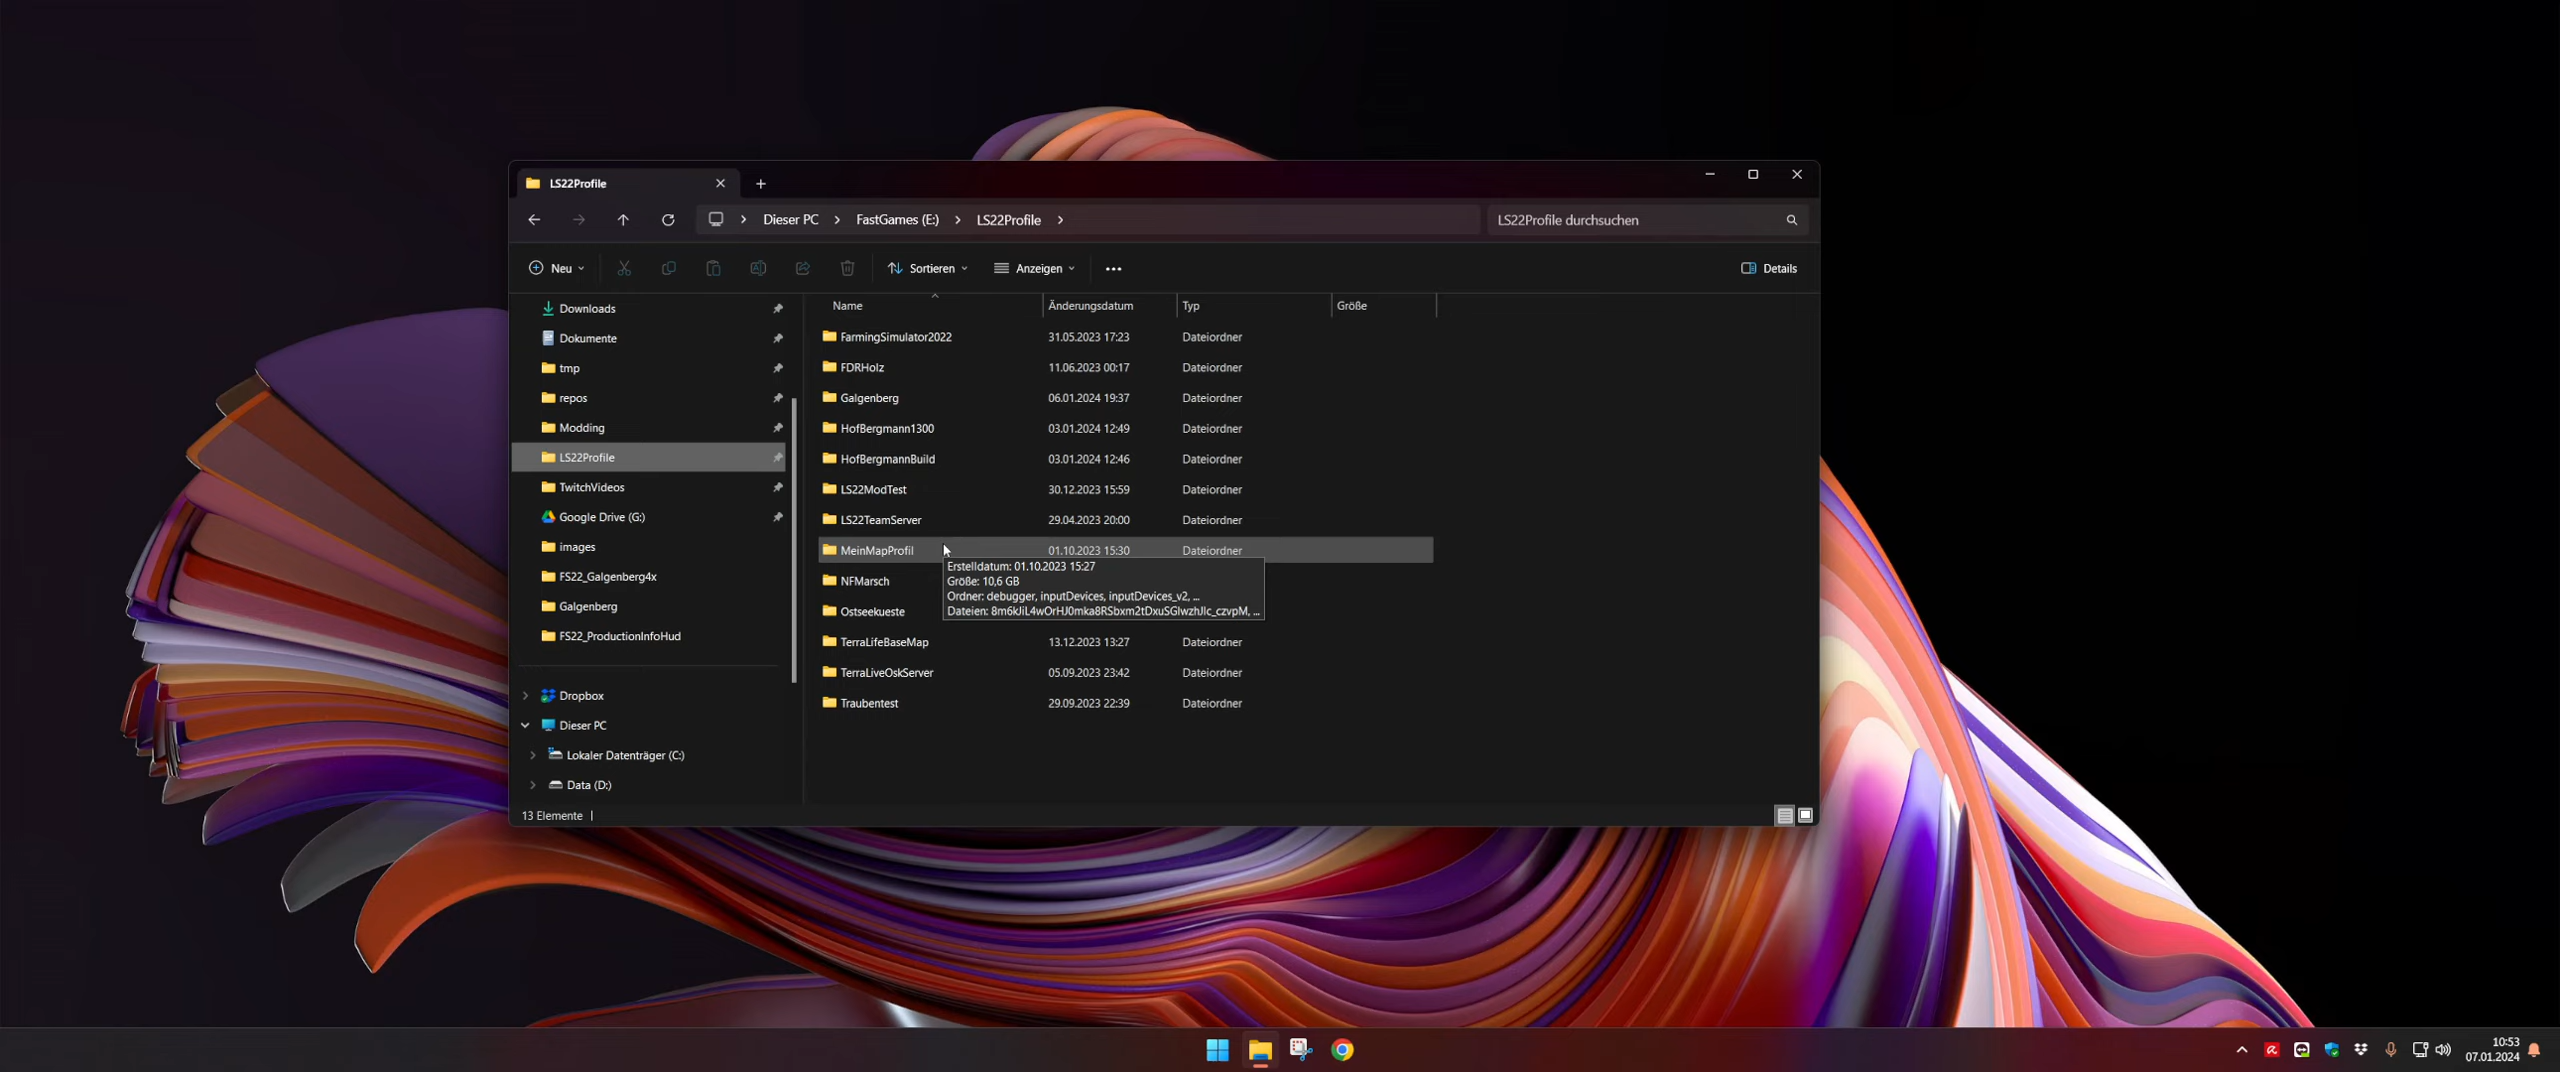 LS22Profile
Dieser PC
FastGames (E:)
LS22Profile
LS22Profile durchsuchen
Neu
Sortieren
Anzeigen
Details
Downloads
Dokumente
tmp
repos
Modding
LS22Profile
TwitchVideos
Google Drive (G:)
images
FS22_Galgenberg4x
Galgenberg
FS22_ProductionInfoHud
Dropbox
Dieser PC
Lokaler Datenträger (C:)
Data (D:)
Name Änderungsdatum Typ Größe
FarmingSimulator2022 31.05.2023 17:23 Dateiordner
FDRHolz 11.06.2023 00:17 Dateiordner
Galgenberg 06.01.2024 19:37 Dateiordner
HofBergmann1300 03.01.2024 12:49 Dateiordner
HofBergmannBuild 03.01.2024 12:46 Dateiordner
LS22ModTest 30.12.2023 15:59 Dateiordner
LS22TeamServer 29.04.2023 20:00 Dateiordner
MeinMapProfil 01.10.2023 15:30 Dateiordner
NFMarsch
Ostseekueste
Erstelldatum: 01.10.2023 15:27
Größe: 10,6 GB
Ordner: debugger, inputDevices, inputDevices_v2, ...
Dateien: ...
TerraLifeBaseMap 13.12.2023 13:27 Dateiordner
TerraLiveOskServer 05.09.2023 23:42 Dateiordner
Traubentest 29.09.2023 22:39 Dateiordner
13 Elemente
10:53
07.01.2024